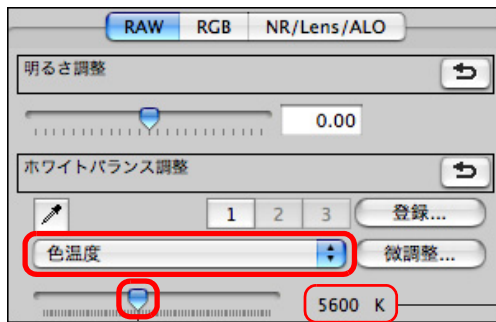 RAW RGB NR/Lens/ALO
明るさ調整
0.00
ホワイトバランス調整
1 2 3 登録...
色温度 微調整...
5600 K